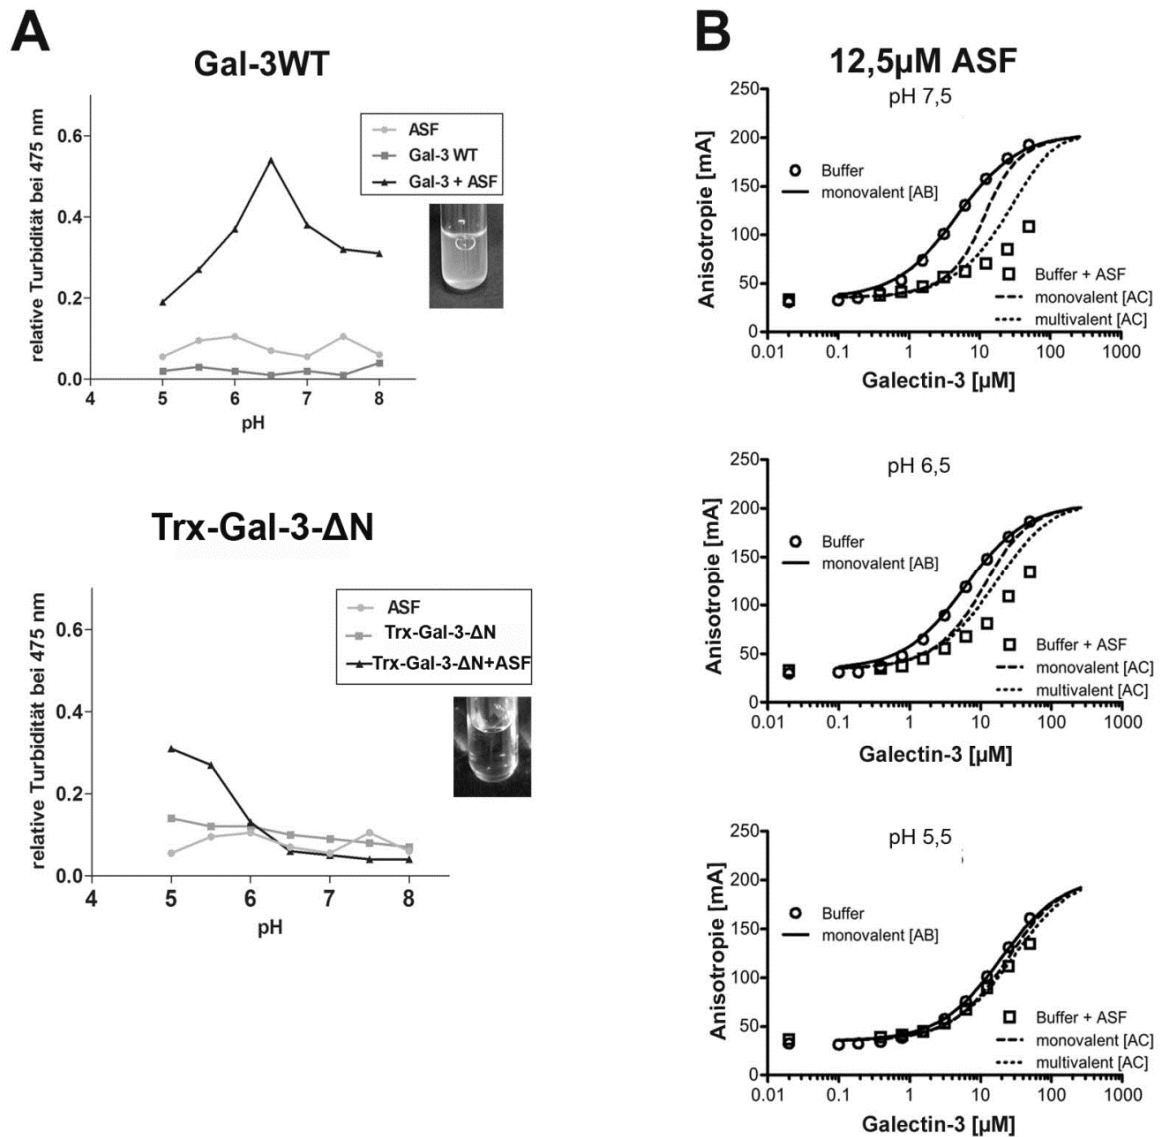 A
Gal-3WT
relative Turbidität bei 475 nm
0.6
0.4
0.2
0.0
4
5
6
7
8
pH
ASF
Gal-3 WT
Gal-3 + ASF
Trx-Gal-3-ΔN
relative Turbidität bei 475 nm
0.6
0.4
0.2
0.0
4
5
6
7
8
pH
ASF
Trx-Gal-3-ΔN
Trx-Gal-3-ΔN+ASF
B
12,5µM ASF
pH 7,5
Anisotropie [mA]
250
200
150
100
50
0
0.01
0.1
1
10
100
1000
Galectin-3 [µM]
Buffer
monovalent [AB]
Buffer + ASF
monovalent [AC]
multivalent [AC]
pH 6,5
Anisotropie [mA]
250
200
150
100
50
0
0.01
0.1
1
10
100
1000
Galectin-3 [µM]
Buffer
monovalent [AB]
Buffer + ASF
monovalent [AC]
multivalent [AC]
pH 5,5
Anisotropie [mA]
250
200
150
100
50
0
0.01
0.1
1
10
100
1000
Galectin-3 [µM]
Buffer
monovalent [AB]
Buffer + ASF
monovalent [AC]
multivalent [AC]